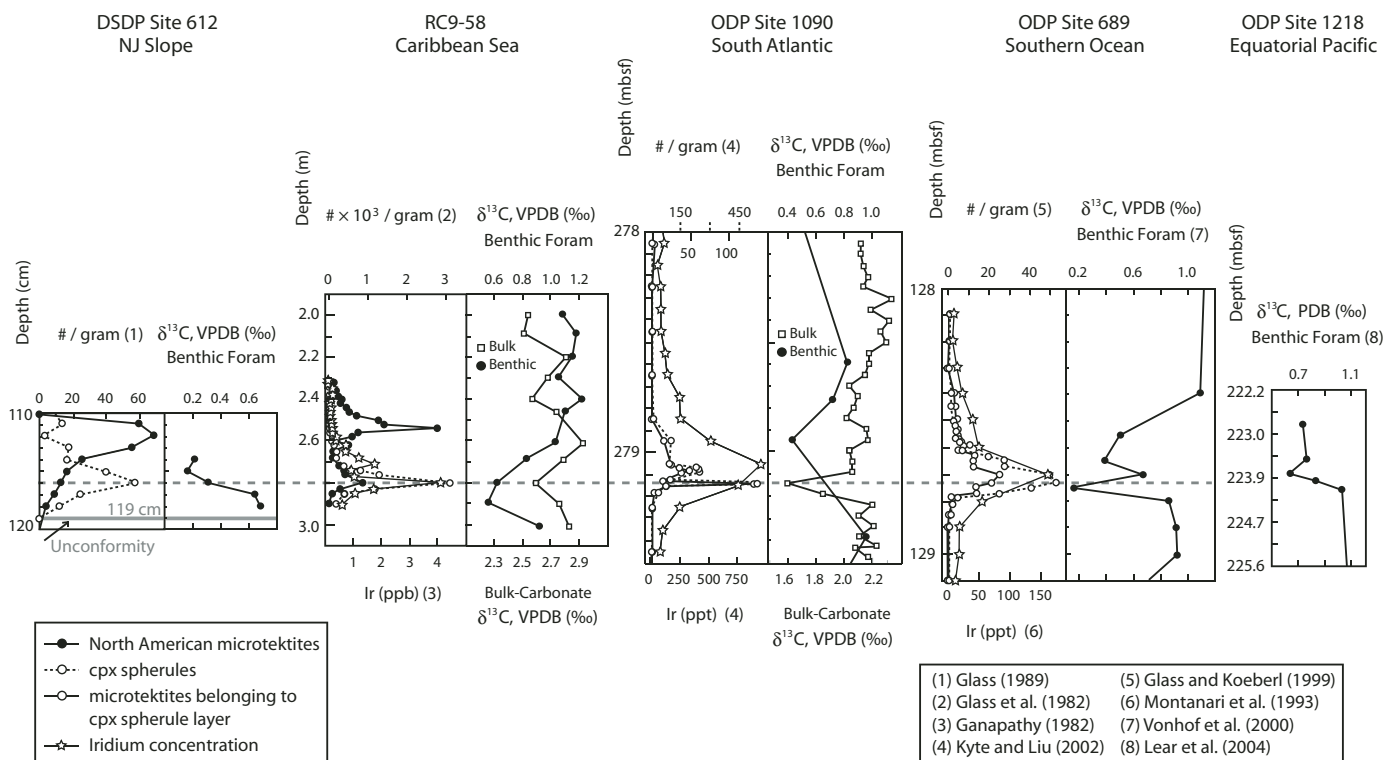 DSDP Site 612
NJ Slope
RC9-58
Caribbean Sea
ODP Site 1090
South Atlantic
ODP Site 689
Southern Ocean
ODP Site 1218
Equatorial Pacific
Depth (cm)
# / gram (1)
δ13C, VPDB (‰)
Benthic Foram
0 20 40 60
0.2 0.6
110
120
119 cm
Unconformity
Depth (m)
# × 10³ / gram (2)
δ13C, VPDB (‰)
Benthic Foram
0 1 2 3
0.6 0.8 1.0 1.2
2.0
2.2
2.4
2.6
2.8
3.0
Bulk
Benthic
0 1 2 3 4
2.3 2.5 2.7 2.9
Ir (ppb) (3)
Bulk-Carbonate
δ13C, VPDB (‰)
Depth (mbsf)
# / gram (4)
δ13C, VPDB (‰)
Benthic Foram
150 450
50 100
0.4 0.6 0.8 1.0
278
279
Bulk
Benthic
0 250 500 750
1.6 1.8 2.0 2.2
Ir (ppt) (4)
Bulk-Carbonate
δ13C, VPDB (‰)
Depth (mbsf)
# / gram (5)
δ13C, VPDB (‰)
Benthic Foram (7)
0 20 40
0.2 0.6 1.0
128
129
0 50 100 150
Ir (ppt) (6)
Depth (mbsf)
δ13C, PDB (‰)
Benthic Foram (8)
0.7 1.1
222.2
223.0
223.9
224.7
225.6
North American microtektites
cpx spherules
microtektites belonging to
cpx spherule layer
Iridium concentration
(1) Glass (1989)
(2) Glass et al. (1982)
(3) Ganapathy (1982)
(4) Kyte and Liu (2002)
(5) Glass and Koeberl (1999)
(6) Montanari et al. (1993)
(7) Vonhof et al. (2000)
(8) Lear et al. (2004)